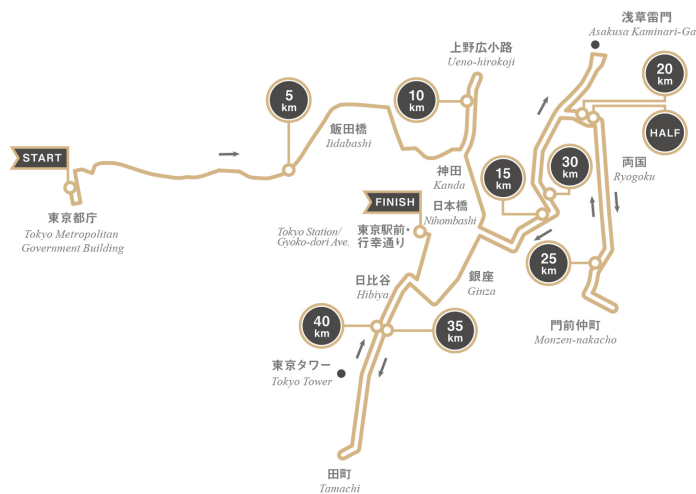 浅草雷門
Asakusa Kaminari-Ga
上野広小路
Ueno-hirokoji
20
km
5
km
10
km
飯田橋
Iidabashi
HALF
START
神田
Kanda
15
km
30
km
両国
Ryogoku
東京都庁
Tokyo Metropolitan
Government Building
FINISH
日本橋
Nihombashi
Tokyo Station/
Gyoko-dori Ave.
東京駅前・
行幸通り
25
km
日比谷
Hibiya
銀座
Ginza
40
km
35
km
門前仲町
Monzen-nakacho
東京タワー
Tokyo Tower
田町
Tamachi